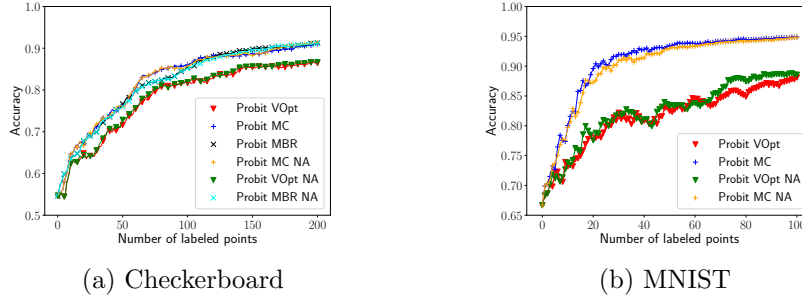 1.0
0.9
0.8
0.7
0.6
0.5
Accuracy
0 50 100 150 200
Number of labeled points
Probit VOpt
Probit MC
Probit MBR
Probit MC NA
Probit VOpt NA
Probit MBR NA
(a) Checkerboard
1.00
0.95
0.90
0.85
0.80
0.75
0.70
0.65
Accuracy
0 20 40 60 80 100
Number of labeled points
Probit VOpt
Probit MC
Probit VOpt NA
Probit MC NA
(b) MNIST